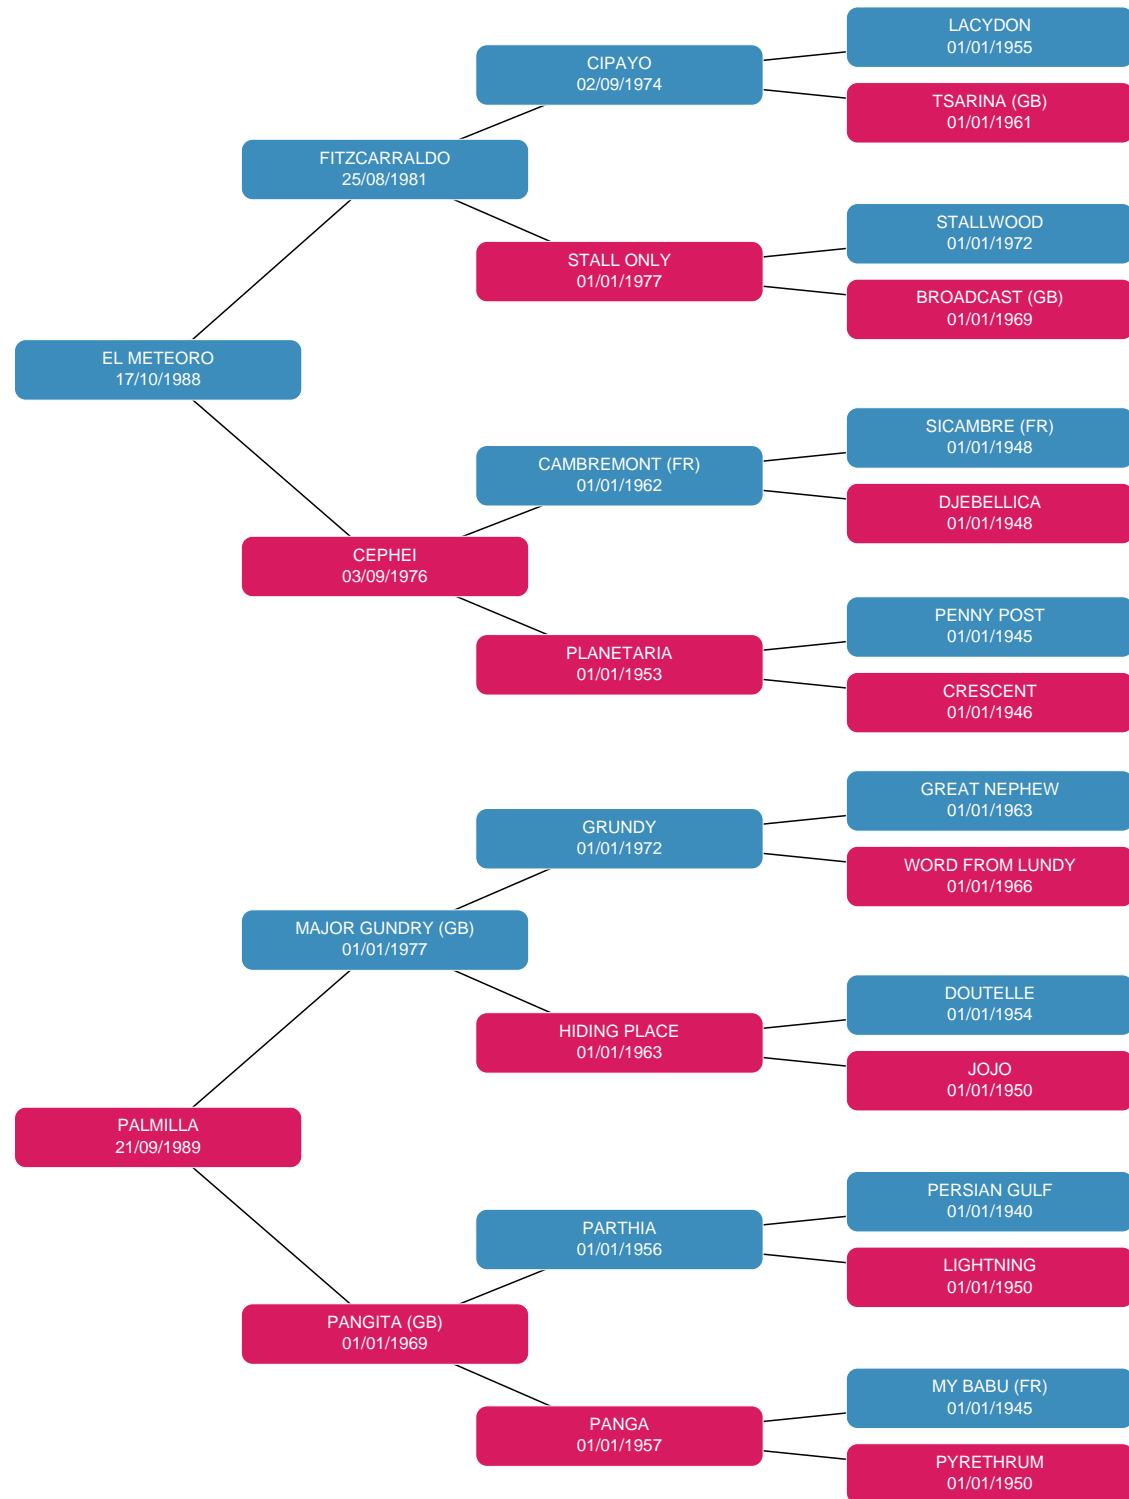 LACYDON
01/01/1955
CIPAYO
02/09/1974
TSARINA (GB)
01/01/1961
FITZCARRALDO
25/08/1981
STALLWOOD
01/01/1972
STALL ONLY
01/01/1977
BROADCAST (GB)
01/01/1969
EL METEORO
17/10/1988
SICAMBRE (FR)
01/01/1948
CAMBREMONT (FR)
01/01/1962
DJEBELLICA
01/01/1948
CEPHEI
03/09/1976
PENNY POST
01/01/1945
PLANETARIA
01/01/1953
CRESCENT
01/01/1946
GREAT NEPHEW
01/01/1963
GRUNDY
01/01/1972
WORD FROM LUNDY
01/01/1966
MAJOR GUNDRY (GB)
01/01/1977
DOUTELLE
01/01/1954
HIDING PLACE
01/01/1963
JOJO
01/01/1950
PALMILLA
21/09/1989
PERSIAN GULF
01/01/1940
PARTHIA
01/01/1956
LIGHTNING
01/01/1950
PANGITA (GB)
01/01/1969
MY BABU (FR)
01/01/1945
PANGA
01/01/1957
PYRETHRUM
01/01/1950